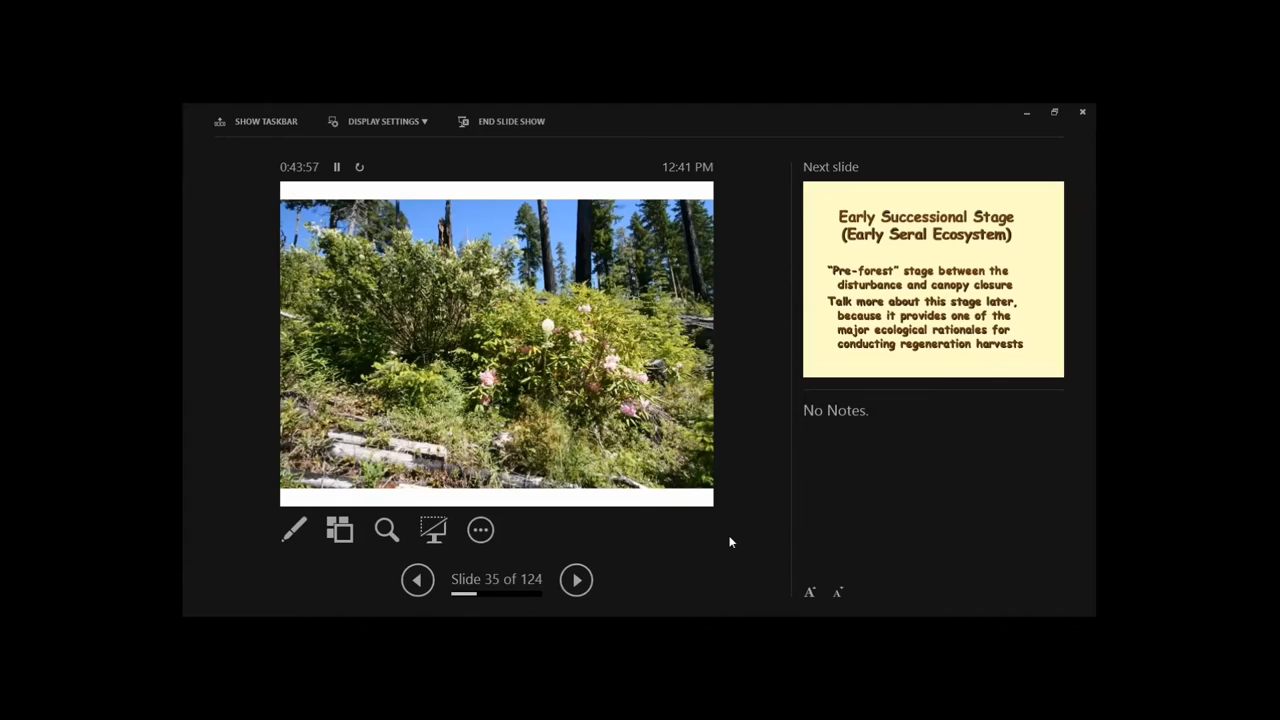 SHOW TASKBAR
DISPLAY SETTINGS ▼
END SLIDE SHOW
0:43:57
12:41 PM
Next slide
Early Successional Stage
(Early Seral Ecosystem)
"Pre-forest" stage between the
disturbance and canopy closure
Talk more about this stage later,
because it provides one of the
major ecological rationales for
conducting regeneration harvests
No Notes.
Slide 35 of 124
A A